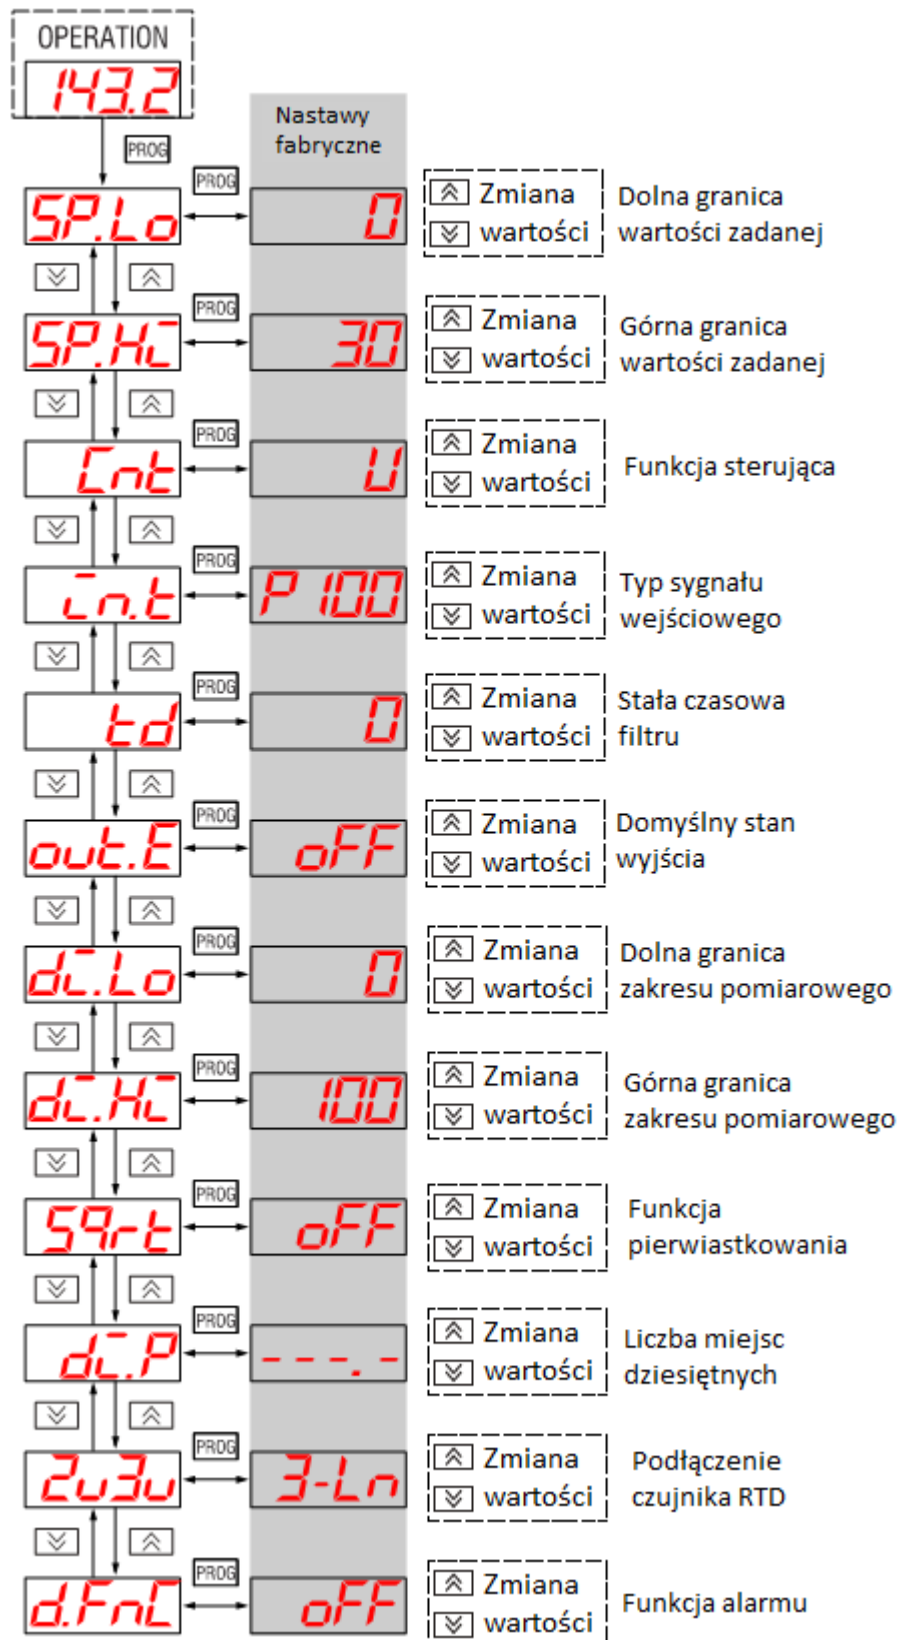 OPERATION
143.2
PROG
Nastawy
fabryczne
SP.Lo
PROG
0
Zmiana
wartości
Dolna granica
wartości zadanej
SP.Hi
PROG
30
Zmiana
wartości
Górna granica
wartości zadanej
Cnt
PROG
U
Zmiana
wartości
Funkcja sterująca
in.t
PROG
P 100
Zmiana
wartości
Typ sygnału
wejściowego
td
PROG
0
Zmiana
wartości
Stała czasowa
filtru
out.E
PROG
oFF
Zmiana
wartości
Domyślny stan
wyjścia
di.Lo
PROG
0
Zmiana
wartości
Dolna granica
zakresu pomiarowego
di.Hi
PROG
100
Zmiana
wartości
Górna granica
zakresu pomiarowego
Sqrt
PROG
oFF
Zmiana
wartości
Funkcja
pierwiastkowania
di.P
PROG
---.-
Zmiana
wartości
Liczba miejsc
dziesiętnych
2u3u
PROG
3-Ln
Zmiana
wartości
Podłączenie
czujnika RTD
d.FnC
PROG
oFF
Zmiana
wartości
Funkcja alarmu